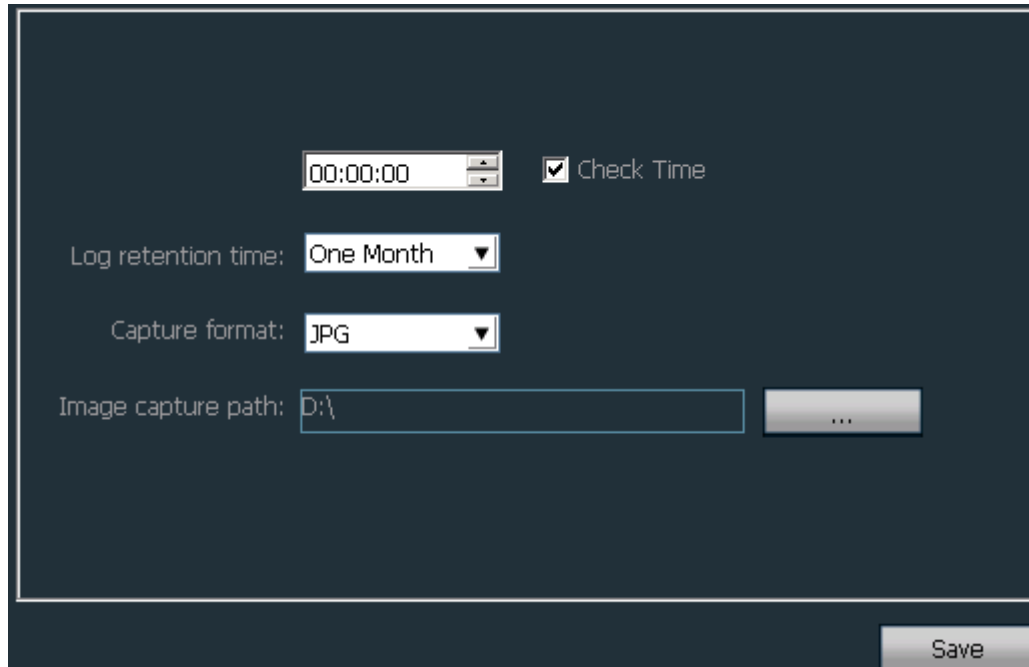 00:00:00 Check Time
Log retention time: One Month
Capture format: JPG
Image capture path: D:\ ...
Save